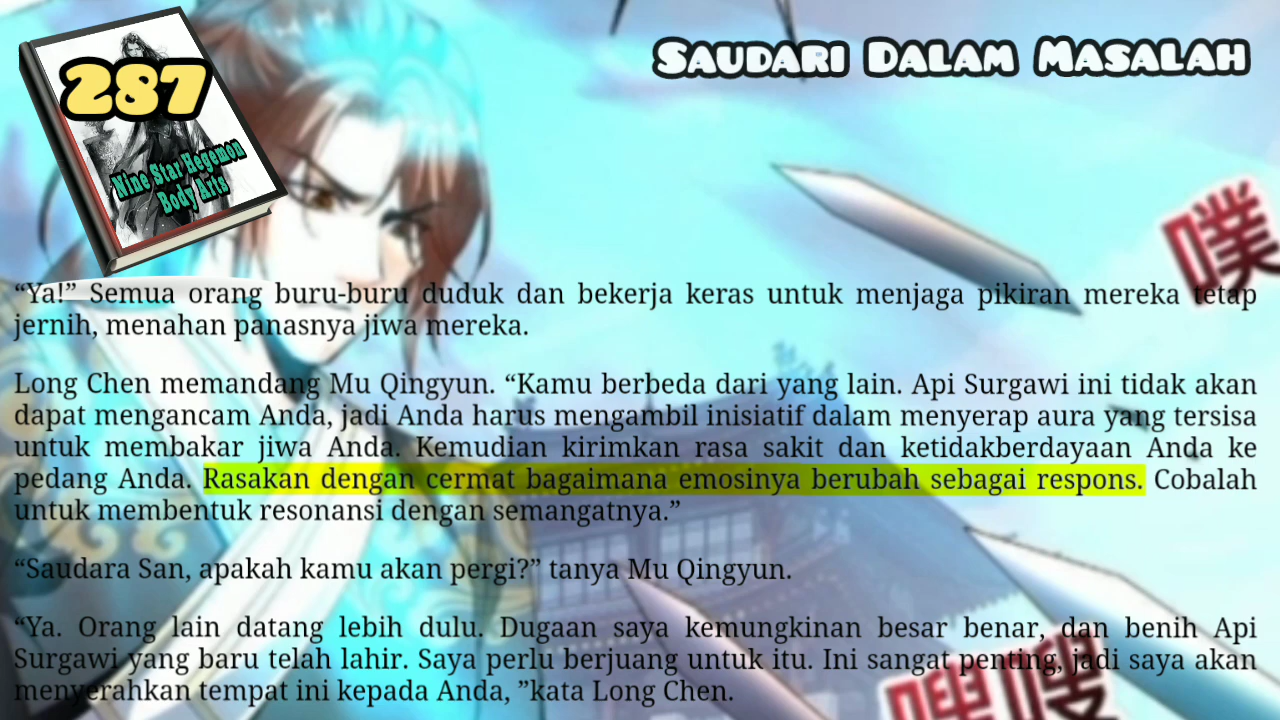 SAUDARI DALAM MASALAH
287
Nine Star Hegemon
Body Arts
噗
“Ya!” Semua orang buru-buru duduk dan bekerja keras untuk menjaga pikiran mereka tetap
jernih, menahan panasnya jiwa mereka.
Long Chen memandang Mu Qingyun. “Kamu berbeda dari yang lain. Api Surgawi ini tidak akan
dapat mengancam Anda, jadi Anda harus mengambil inisiatif dalam menyerap aura yang tersisa
untuk membakar jiwa Anda. Kemudian kirimkan rasa sakit dan ketidakberdayaan Anda ke
pedang Anda. Rasakan dengan cermat bagaimana emosinya berubah sebagai respons. Cobalah
untuk membentuk resonansi dengan semangatnya.”
“Saudara San, apakah kamu akan pergi?” tanya Mu Qingyun.
“Ya. Orang lain datang lebih dulu. Dugaan saya kemungkinan besar benar, dan benih Api
Surgawi yang baru telah lahir. Saya perlu berjuang untuk itu. Ini sangat penting, jadi saya akan
menyerahkan tempat ini kepada Anda, ”kata Long Chen.
嗖嗖